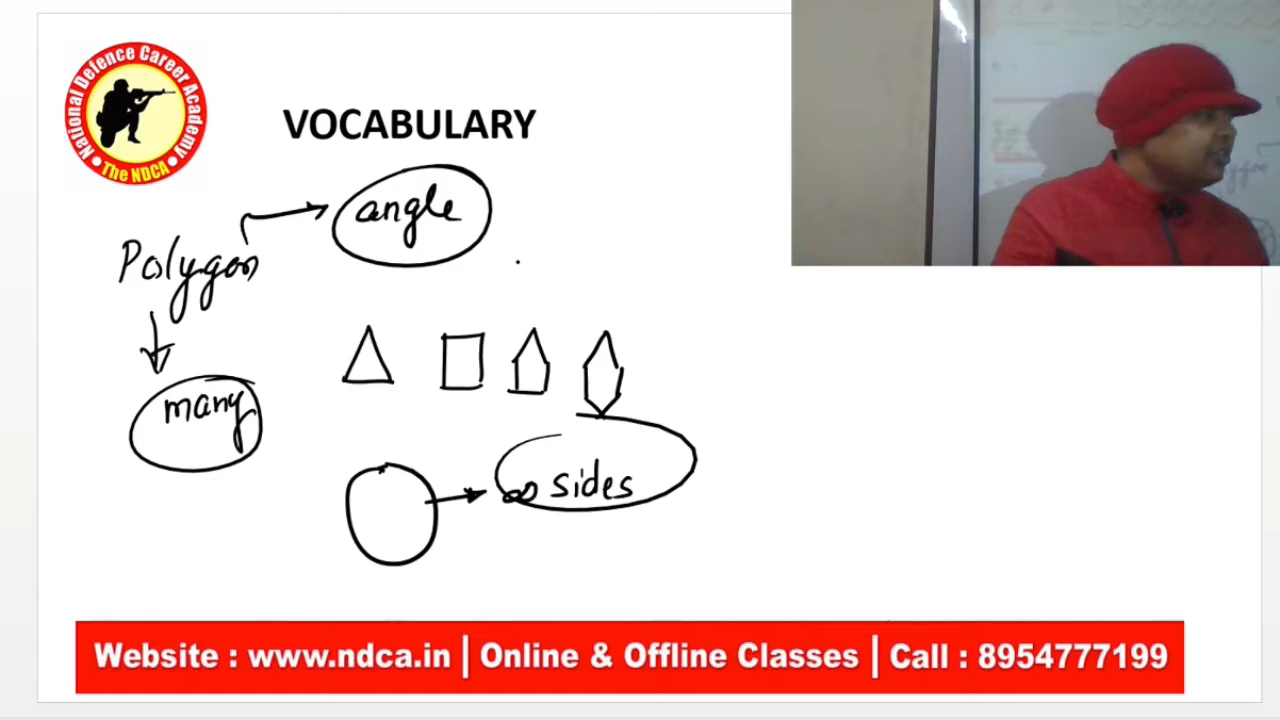 National Defence Career Academy
The NDCA
VOCABULARY
angle
Polygon
many
∞ sides
Website : www.ndca.in | Online & Offline Classes | Call : 8954777199